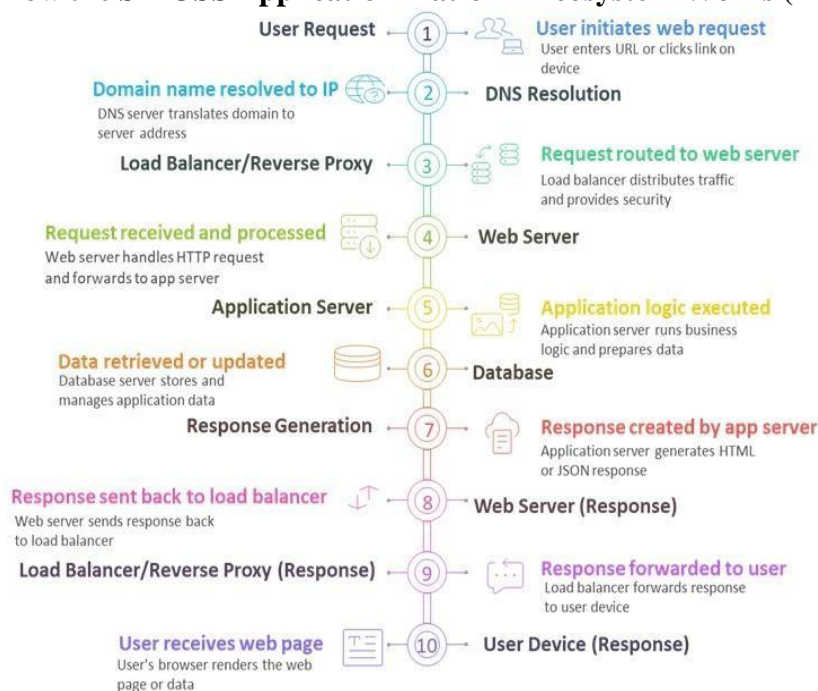 User Request
1
User initiates web request
User enters URL or clicks link on
device
Domain name resolved to IP
DNS server translates domain to
server address
2
DNS Resolution
Load Balancer/Reverse Proxy
3
Request routed to web server
Load balancer distributes traffic
and provides security
Request received and processed
Web server handles HTTP request
and forwards to app server
4
Web Server
Application Server
5
Application logic executed
Application server runs business
logic and prepares data
Data retrieved or updated
Database server stores and
manages application data
6
Database
Response Generation
7
Response created by app server
Application server generates HTML
or JSON response
Response sent back to load balancer
Web server sends response back
to load balancer
8
Web Server (Response)
Load Balancer/Reverse Proxy (Response)
9
Response forwarded to user
Load balancer forwards response
to user device
User receives web page
User's browser renders the web
page or data
10
User Device (Response)